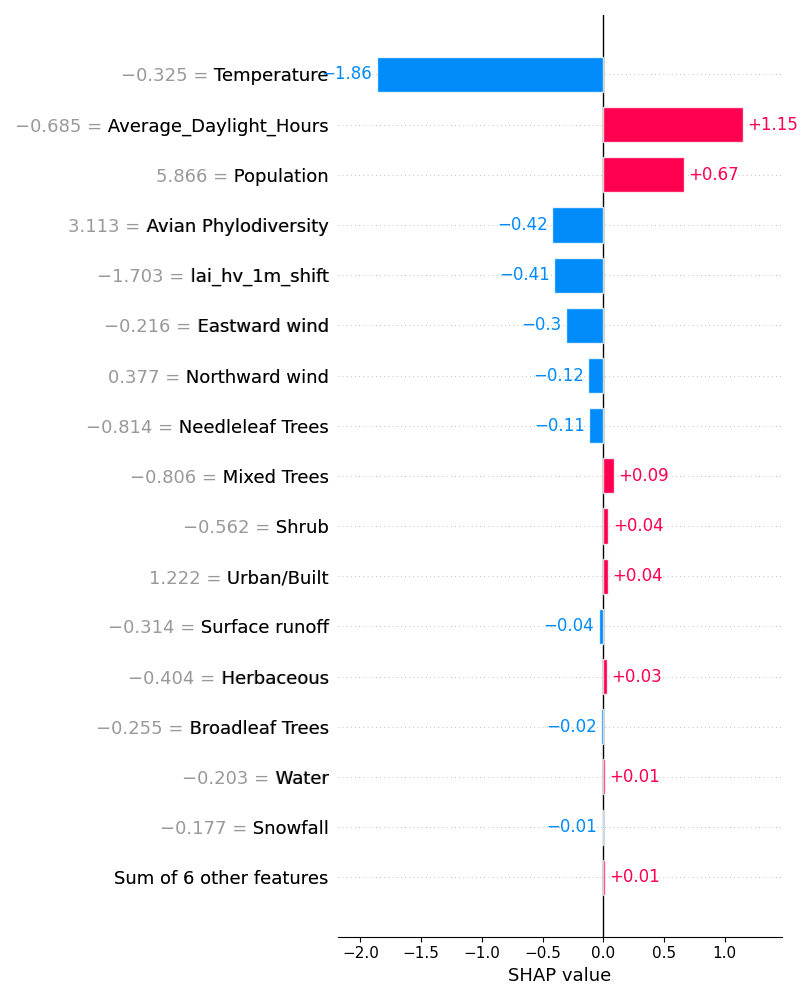 −0.325 = Temperature −1.86
−0.685 = Average_Daylight_Hours +1.15
5.866 = Population +0.67
3.113 = Avian Phylodiversity −0.42
−1.703 = lai_hv_1m_shift −0.41
−0.216 = Eastward wind −0.3
0.377 = Northward wind −0.12
−0.814 = Needleleaf Trees −0.11
−0.806 = Mixed Trees +0.09
−0.562 = Shrub +0.04
1.222 = Urban/Built +0.04
−0.314 = Surface runoff −0.04
−0.404 = Herbaceous +0.03
−0.255 = Broadleaf Trees −0.02
−0.203 = Water +0.01
−0.177 = Snowfall −0.01
Sum of 6 other features +0.01
−2.0 −1.5 −1.0 −0.5 0.0 0.5 1.0
SHAP value